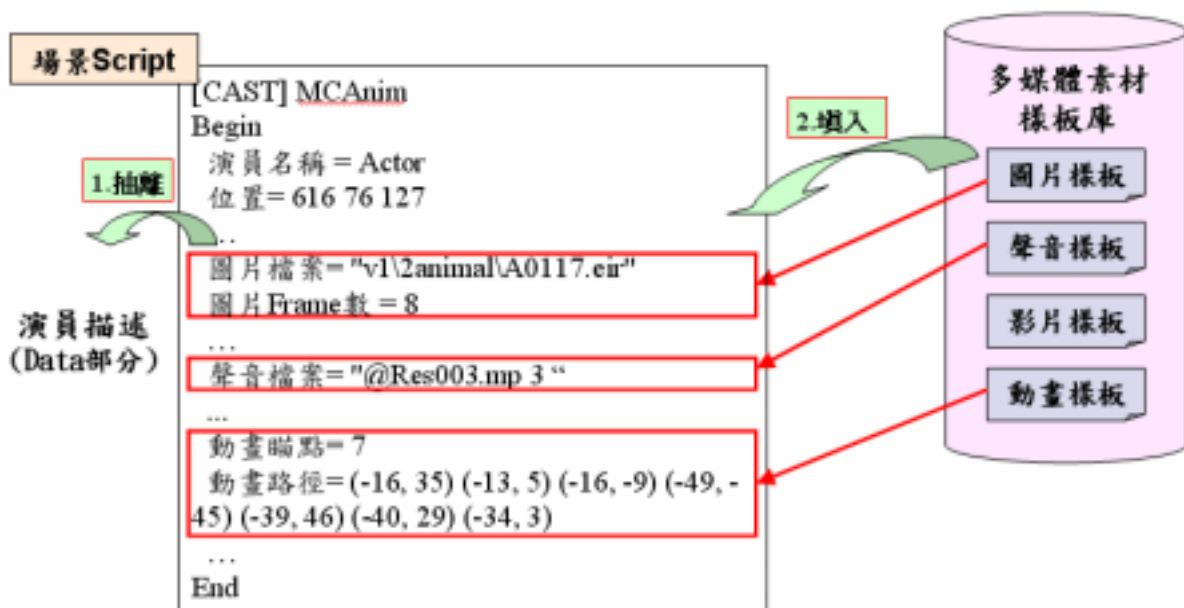 場景Script
[CAST] MCAnim
Begin
演員名稱 = Actor
位置= 616 76 127
...
圖片檔案= "v1\2animal\A0117.eir"
圖片Frame數 = 8
...
聲音檔案= "@Res003.mp 3 “
...
動畫瞄點= 7
動畫路徑= (-16, 35) (-13, 5) (-16, -9) (-49, -
45) (-39, 46) (-40, 29) (-34, 3)
...
End
1.抽離
演員描述
(Data部分)
2.填入
多媒體素材
樣板庫
圖片樣板
聲音樣板
影片樣板
動畫樣板